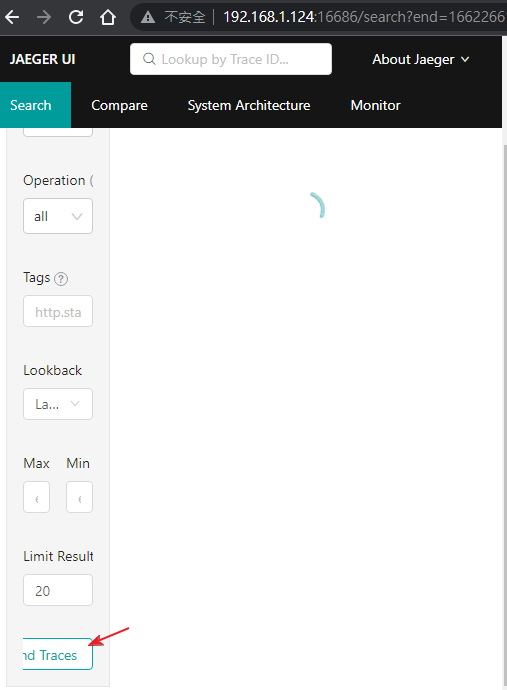 不安全 192.168.1.124:16686/search?end=1662266
JAEGER UI Lookup by Trace ID... About Jaeger
Search Compare System Architecture Monitor
Operation (
all
Tags ?
http.sta
Lookback
La...
Max Min
e e
Limit Result
20
nd Traces